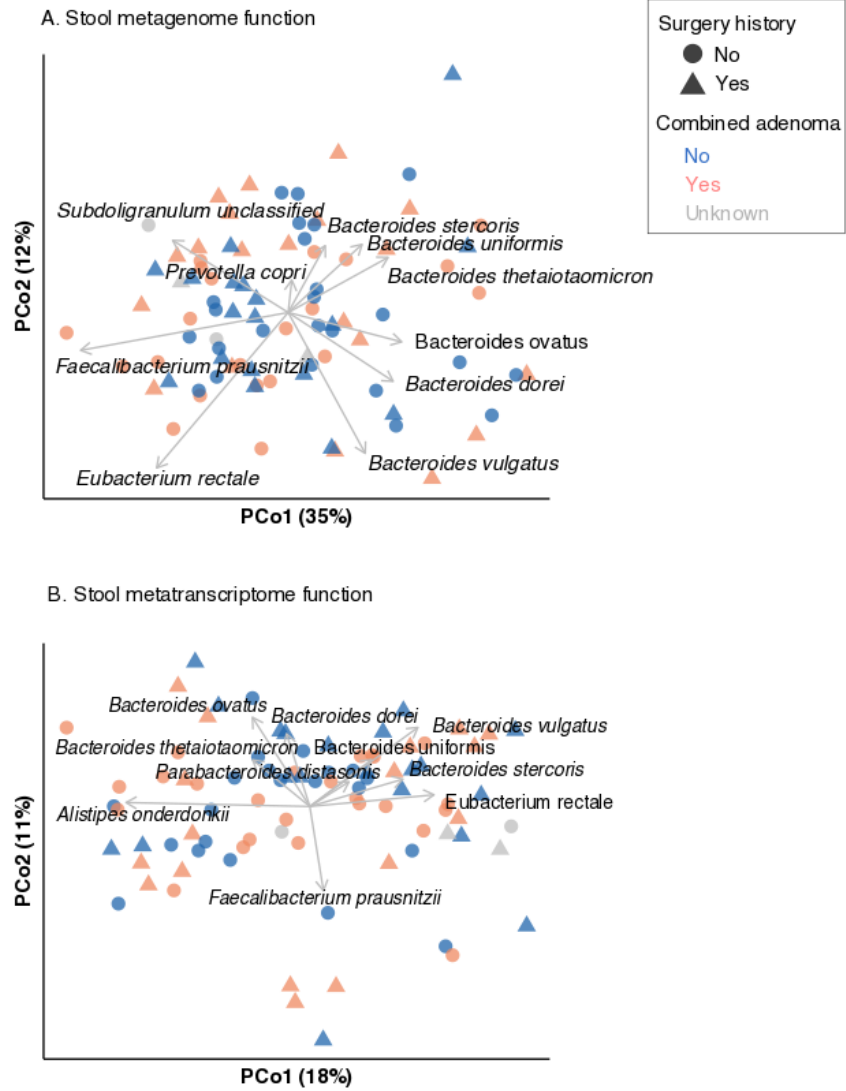 A. Stool metagenome function
Surgery history
No
Yes
Combined adenoma
No
Yes
Unknown
PCo2 (12%)
Subdoligranulum unclassified
Bacteroides stercoris
Bacteroides uniformis
Prevotella copri
Bacteroides thetaiotaomicron
Bacteroides ovatus
Faecalibacterium prausnitzii
Bacteroides dorei
Bacteroides vulgatus
Eubacterium rectale
PCo1 (35%)
B. Stool metatranscriptome function
PCo2 (11%)
Bacteroides ovatus
Bacteroides dorei
Bacteroides vulgatus
Bacteroides thetaiotaomicron
Bacteroides uniformis
Parabacteroides distasonis
Bacteroides stercoris
Eubacterium rectale
Alistipes onderdonkii
Faecalibacterium prausnitzii
PCo1 (18%)